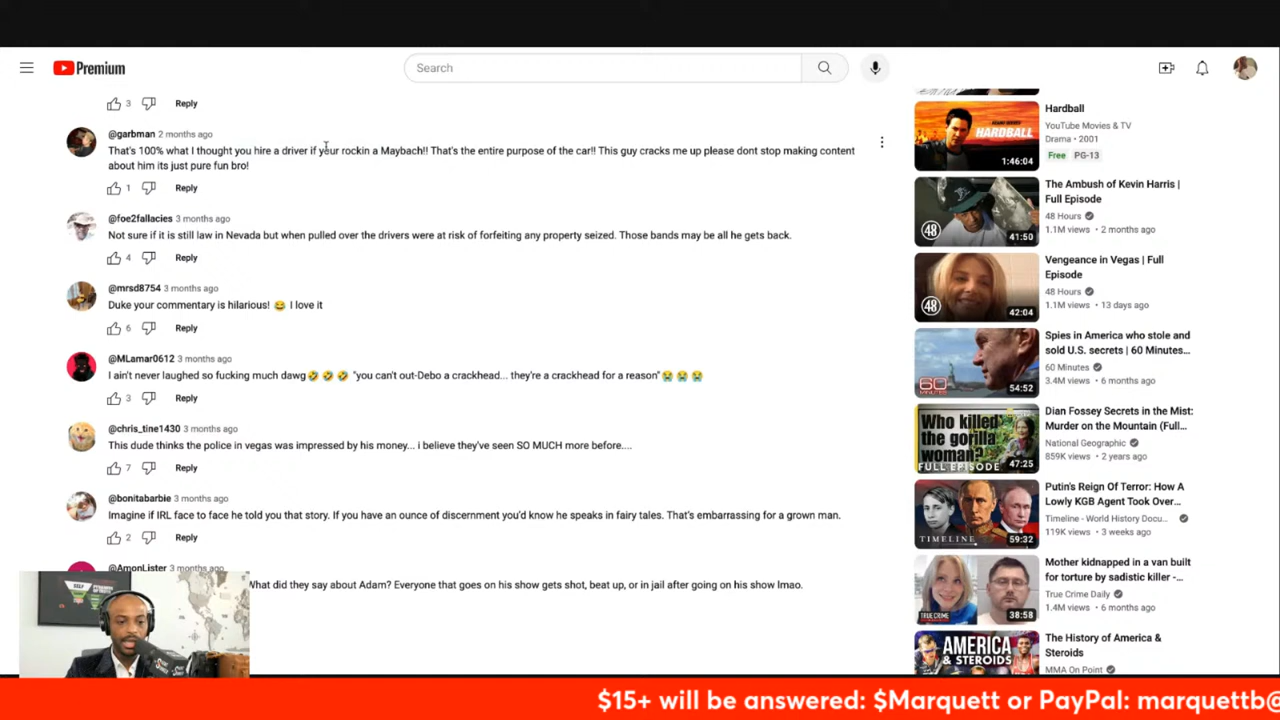 Premium
Search
3
Reply
@garbman 2 months ago
That's 100% what I thought you hire a driver if your rockin a Maybach!! That's the entire purpose of the car!! This guy cracks me up please dont stop making content
about him its just pure fun bro!
1
Reply
@foe2fallacies 3 months ago
Not sure if it is still law in Nevada but when pulled over the drivers were at risk of forfeiting any property seized. Those bands may be all he gets back.
4
Reply
@mrsd8754 3 months ago
Duke your commentary is hilarious! 😂 I love it
6
Reply
@MLamar0612 3 months ago
I ain't never laughed so fucking much dawg🤣 🤣 🤣 "you can't out-Debo a crackhead... they're a crackhead for a reason"😭 😭 😭
3
Reply
@chris_tine1430 3 months ago
This dude thinks the police in vegas was impressed by his money... i believe they've seen SO MUCH more before....
7
Reply
@bonitabarbie 3 months ago
Imagine if IRL face to face he told you that story. If you have an ounce of discernment you'd know he speaks in fairy tales. That's embarrassing for a grown man.
2
Reply
@AmonLister 3 months ago
What did they say about Adam? Everyone that goes on his show gets shot, beat up, or in jail after going on his show lmao.
HARDBALL
1:46:04
Hardball
YouTube Movies & TV
Drama • 2001
Free PG-13
48
41:50
The Ambush of Kevin Harris |
Full Episode
48 Hours
1.1M views • 2 months ago
48
42:04
Vengeance in Vegas | Full
Episode
48 Hours
1.1M views • 13 days ago
60
MINUTES
54:52
Spies in America who stole and
sold U.S. secrets | 60 Minutes...
60 Minutes
3.4M views • 6 months ago
Who killed
the gorilla
woman?
FULL EPISODE
47:25
Dian Fossey Secrets in the Mist:
Murder on the Mountain (Full...
National Geographic
859K views • 2 years ago
TIMELINE
59:32
Putin's Reign Of Terror: How A
Lowly KGB Agent Took Over...
Timeline - World History Docu...
119K views • 3 weeks ago
TRUE CRIME
38:58
Mother kidnapped in a van built
for torture by sadistic killer -...
True Crime Daily
1.4M views • 6 months ago
AMERICA
& STEROIDS
The History of America &
Steroids
MMA On Point
$15+ will be answered: $Marquett or PayPal: marquettb@